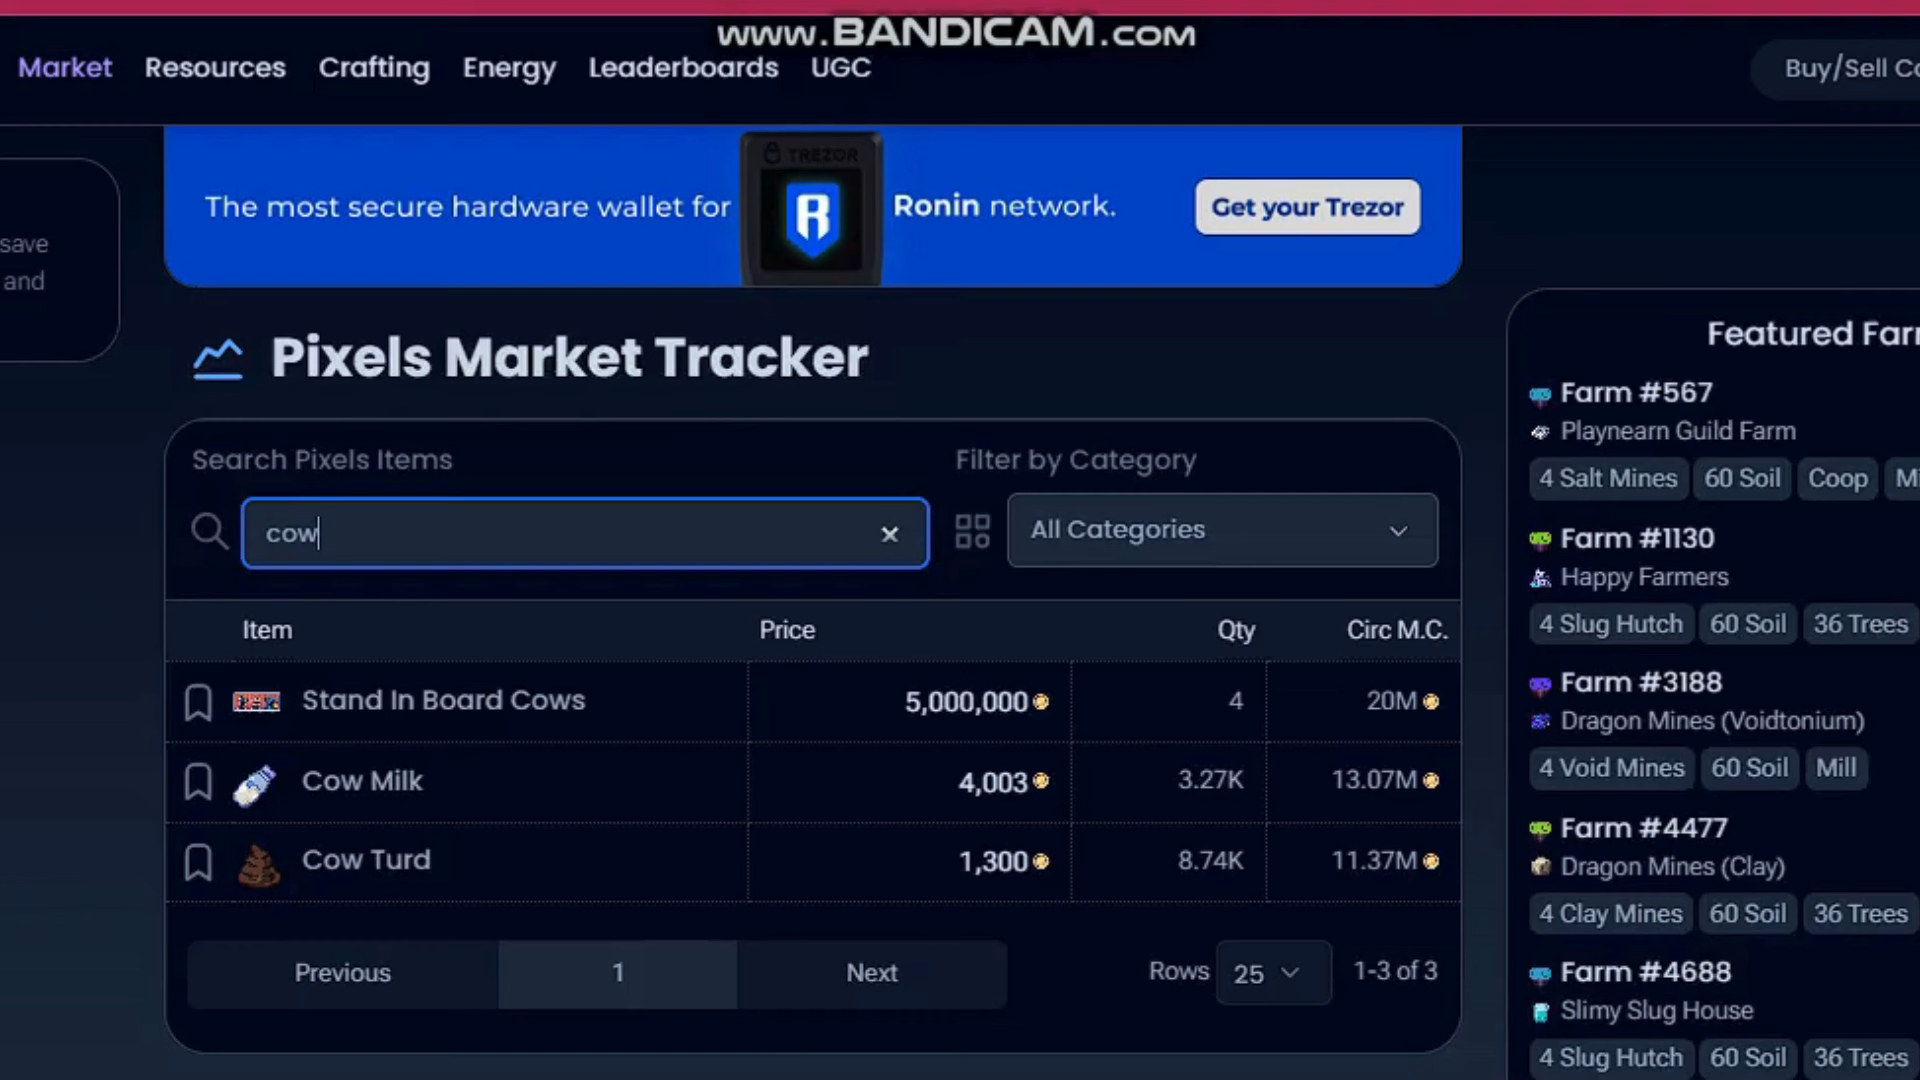 www.BANDICAM.com
Market Resources Crafting Energy Leaderboards UGC
Buy/Sell Co
save
and
TREZOR
The most secure hardware wallet for Ronin network.
Get your Trezor
Pixels Market Tracker
Search Pixels Items
Filter by Category
cow
All Categories
Item Price Qty Circ M.C.
Stand In Board Cows 5,000,000 4 20M
Cow Milk 4,003 3.27K 13.07M
Cow Turd 1,300 8.74K 11.37M
Previous 1 Next Rows 25 1-3 of 3
Featured Far
Farm #567
Playnearn Guild Farm
4 Salt Mines 60 Soil Coop Mi
Farm #1130
Happy Farmers
4 Slug Hutch 60 Soil 36 Trees
Farm #3188
Dragon Mines (Voidtonium)
4 Void Mines 60 Soil Mill
Farm #4477
Dragon Mines (Clay)
4 Clay Mines 60 Soil 36 Trees
Farm #4688
Slimy Slug House
4 Slug Hutch 60 Soil 36 Trees